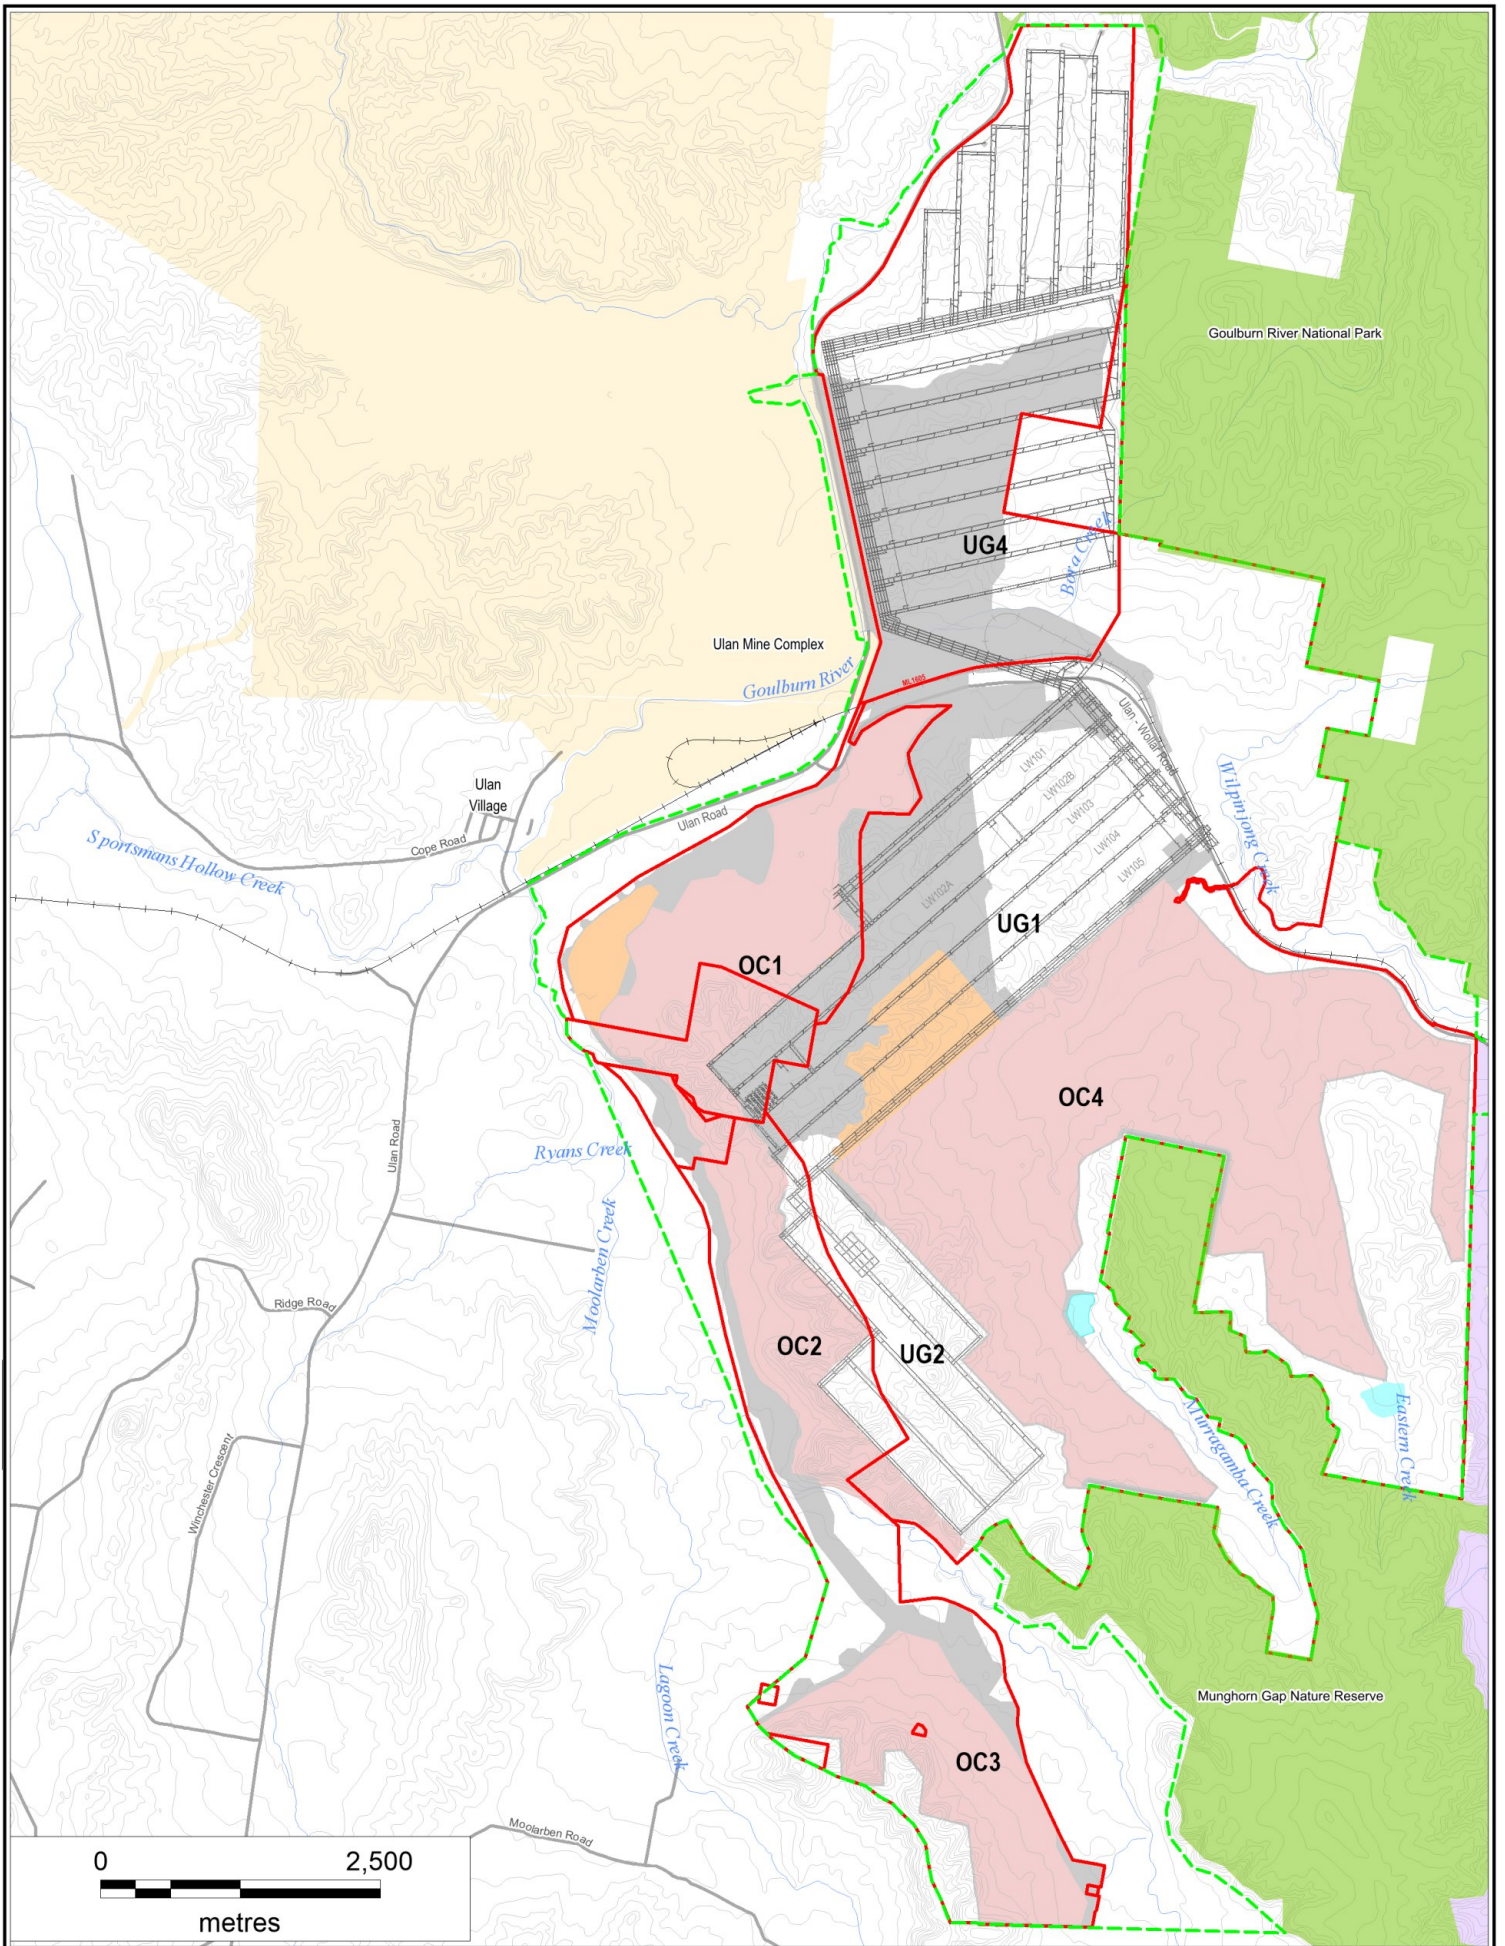 Goulburn River National Park
UG4
Bora Creek
Ulan Mine Complex
Goulburn River
ML1605
Ulan - Wollar Road
LW101
LW102B
LW103
LW104
LW105
LW102A
Wilpinjong Creek
Ulan
Village
Ulan Road
Cope Road
Sportsmans Hollow Creek
UG1
OC1
OC4
Ulan Road
Ryans Creek
Moolarben Creek
Ridge Road
OC2
UG2
Murragamba Creek
Eastern Creek
Winchester Crescent
Lagoon Creek
Munghorn Gap Nature Reserve
OC3
Moolarben Road
0 2,500
metres